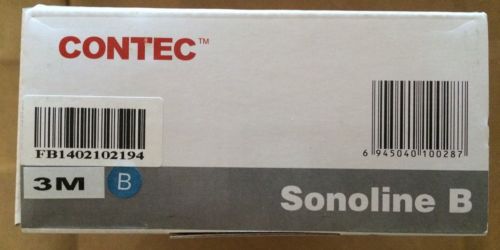 CONTEC™
FB1402102194
6 945040 100287
3M B
Sonoline B